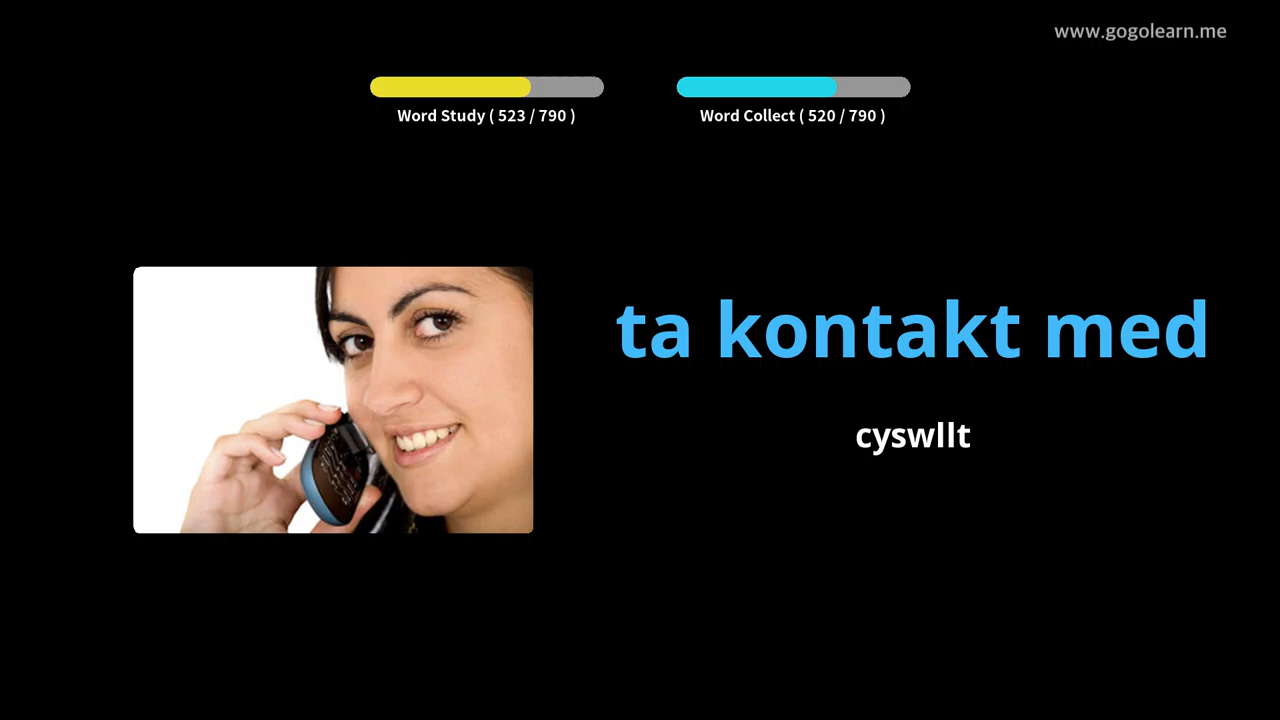 www.gogolearn.me
Word Study ( 523 / 790 )
Word Collect ( 520 / 790 )
ta kontakt med
cyswllt